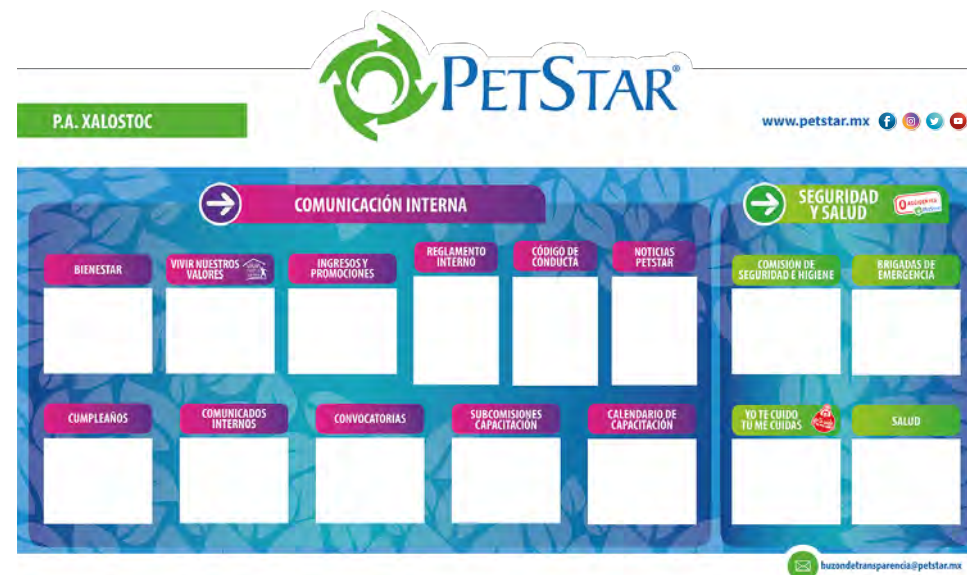 PETSTAR®
P.A. XALOSTOC
www.petstar.mx
COMUNICACIÓN INTERNA
BIENESTAR
VIVIR NUESTROS
VALORES
INGRESOS Y
PROMOCIONES
REGLAMENTO
INTERNO
CÓDIGO DE
CONDUCTA
NOTICIAS
PETSTAR
CUMPLEAÑOS
COMUNICADOS
INTERNOS
CONVOCATORIAS
SUBCOMISIONES
CAPACITACIÓN
CALENDARIO DE
CAPACITACIÓN
SEGURIDAD
Y SALUD
0 ACCIDENTES
COMISIÓN DE
SEGURIDAD E HIGIENE
BRIGADAS DE
EMERGENCIA
YO TE CUIDO
TÚ ME CUIDAS
SALUD
buzondetransparencia@petstar.mx